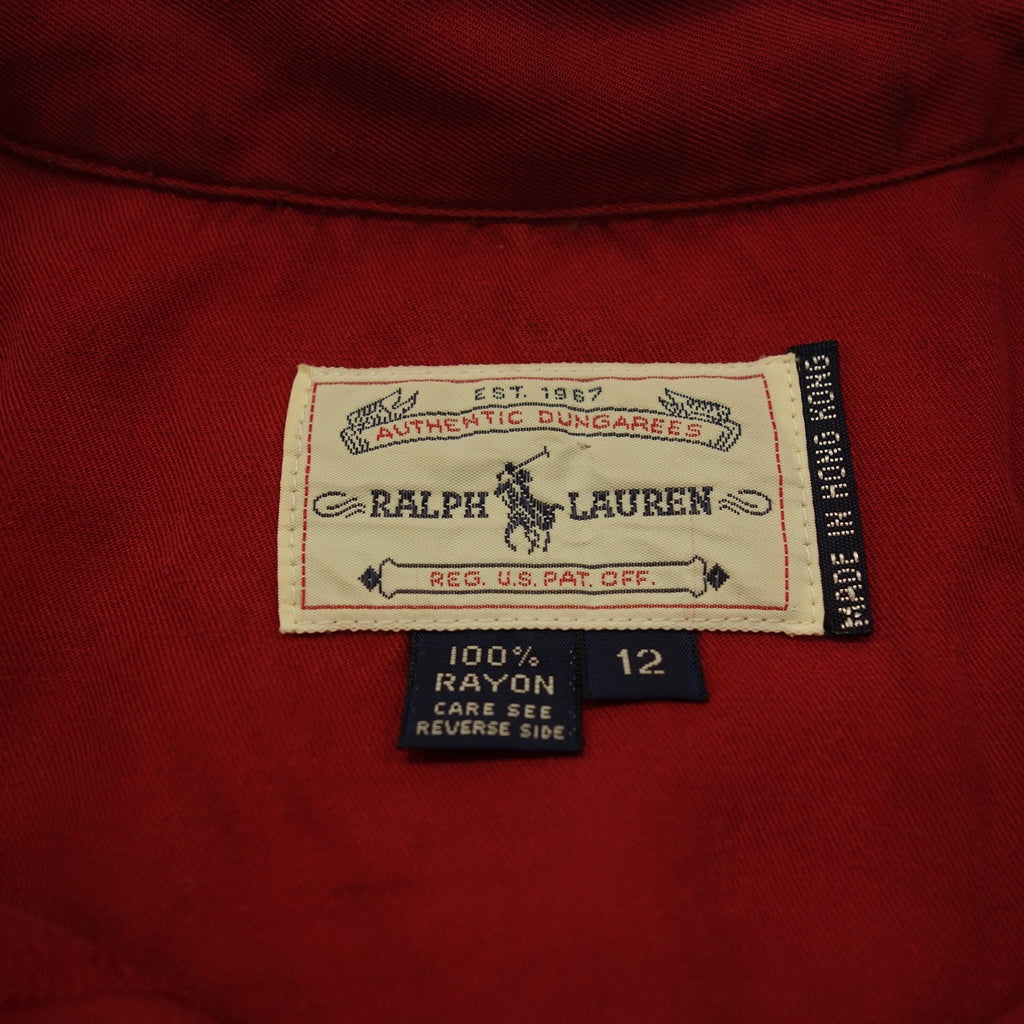 EST. 1967
AUTHENTIC DUNGAREES
RALPH LAUREN
REG. U.S. PAT. OFF.
MADE IN HONG KONG
100%
RAYON
CARE SEE
REVERSE SIDE
12